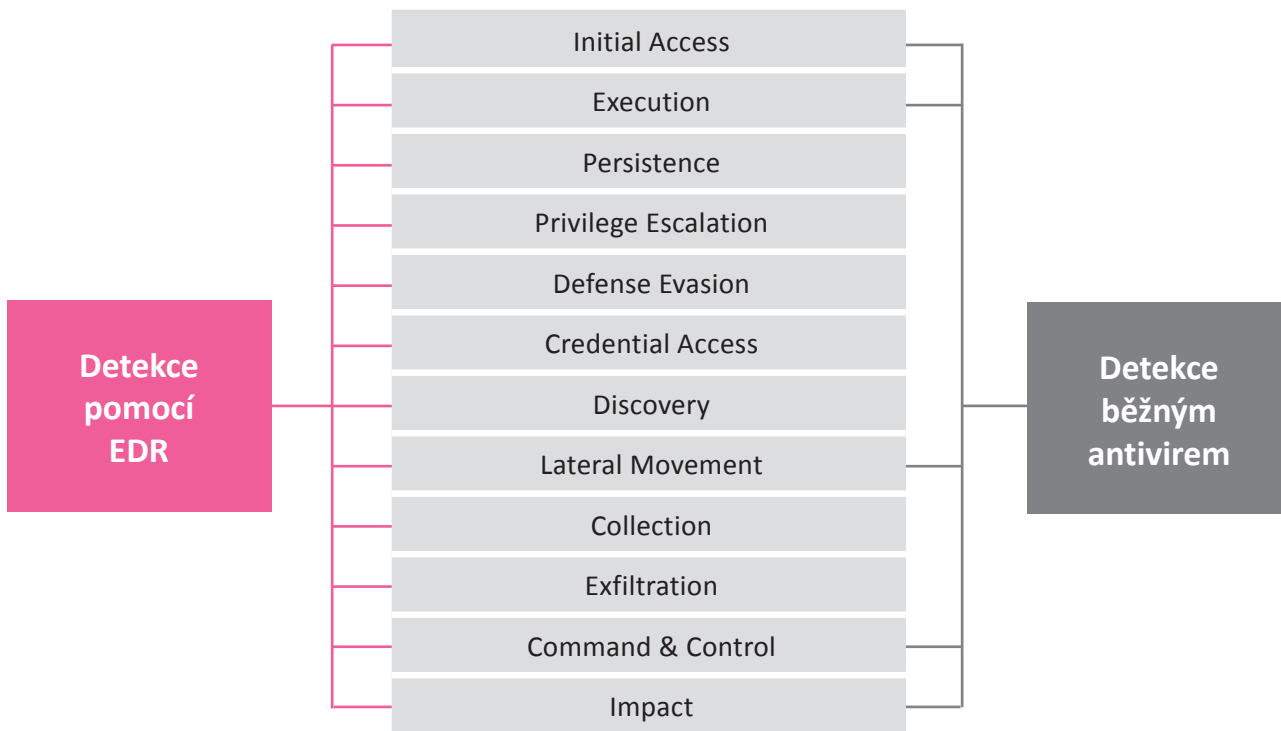 Detekce
pomocí
EDR
Initial Access
Execution
Persistence
Privilege Escalation
Defense Evasion
Credential Access
Discovery
Lateral Movement
Collection
Exfiltration
Command & Control
Impact
Detekce
běžným
antivirem